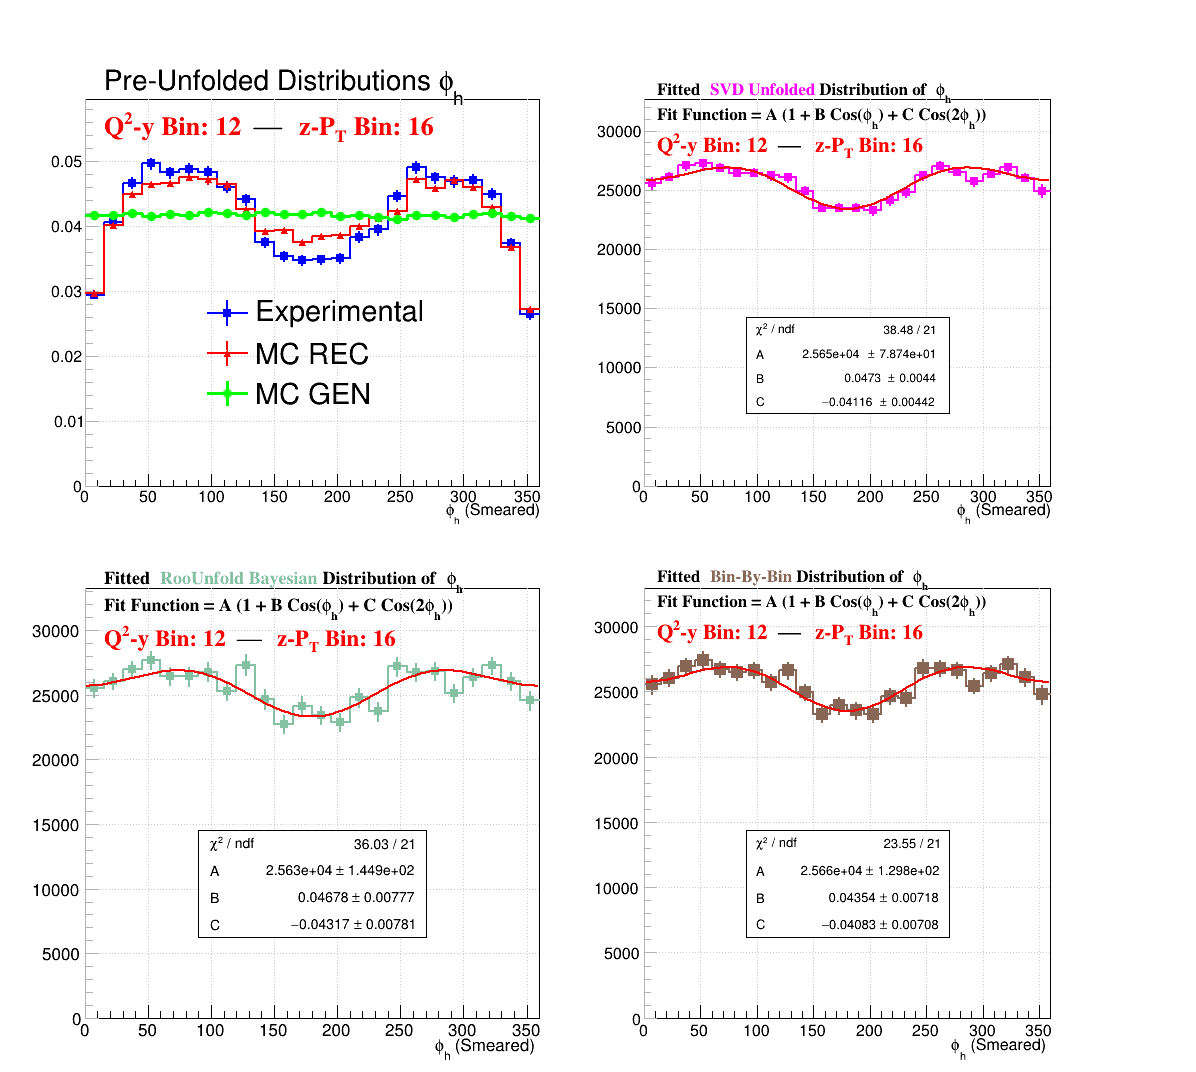 Pre-Unfolded Distributions ϕh
Q²-y Bin: 12 — z-PT Bin: 16
0.05
0.04
0.03
0.02
0.01
0
Experimental
MC REC
MC GEN
0 50 100 150 200 250 300 350
ϕh (Smeared)
Fitted SVD Unfolded Distribution of ϕh
Fit Function = A (1 + B Cos(ϕh) + C Cos(2ϕh))
Q²-y Bin: 12 — z-PT Bin: 16
30000
25000
20000
15000
10000
5000
0
χ² / ndf 38.48 / 21
A 2.565e+04 ± 7.874e+01
B 0.0473 ± 0.0044
C −0.04116 ± 0.00442
0 50 100 150 200 250 300 350
ϕh (Smeared)
Fitted RooUnfold Bayesian Distribution of ϕh
Fit Function = A (1 + B Cos(ϕh) + C Cos(2ϕh))
Q²-y Bin: 12 — z-PT Bin: 16
30000
25000
20000
15000
10000
5000
0
χ² / ndf 36.03 / 21
A 2.563e+04 ± 1.449e+02
B 0.04678 ± 0.00777
C −0.04317 ± 0.00781
0 50 100 150 200 250 300 350
ϕh (Smeared)
Fitted Bin-By-Bin Distribution of ϕh
Fit Function = A (1 + B Cos(ϕh) + C Cos(2ϕh))
Q²-y Bin: 12 — z-PT Bin: 16
30000
25000
20000
15000
10000
5000
0
χ² / ndf 23.55 / 21
A 2.566e+04 ± 1.298e+02
B 0.04354 ± 0.00718
C −0.04083 ± 0.00708
0 50 100 150 200 250 300 350
ϕh (Smeared)